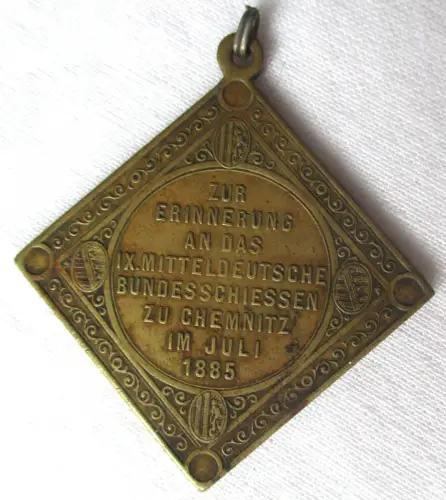 ZUR
ERINNERUNG
AN DAS
IX. MITTELDEUTSCHE
BUNDESSCHIESSEN
ZU CHEMNITZ
IM JULI
1885